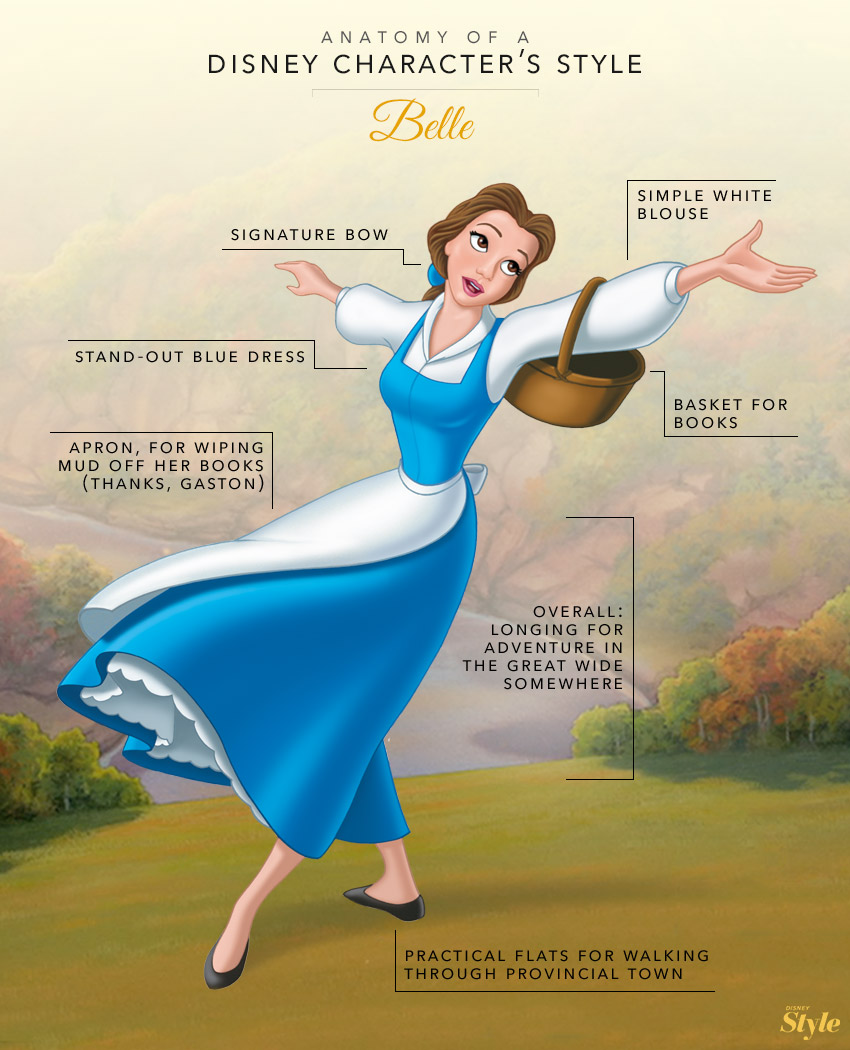 ANATOMY OF A
DISNEY CHARACTER'S STYLE
Belle
SIMPLE WHITE
BLOUSE
SIGNATURE BOW
STAND-OUT BLUE DRESS
BASKET FOR
BOOKS
APRON, FOR WIPING
MUD OFF HER BOOKS
(THANKS, GASTON)
OVERALL:
LONGING FOR
ADVENTURE IN
THE GREAT WIDE
SOMEWHERE
PRACTICAL FLATS FOR WALKING
THROUGH PROVINCIAL TOWN
DISNEY
Style